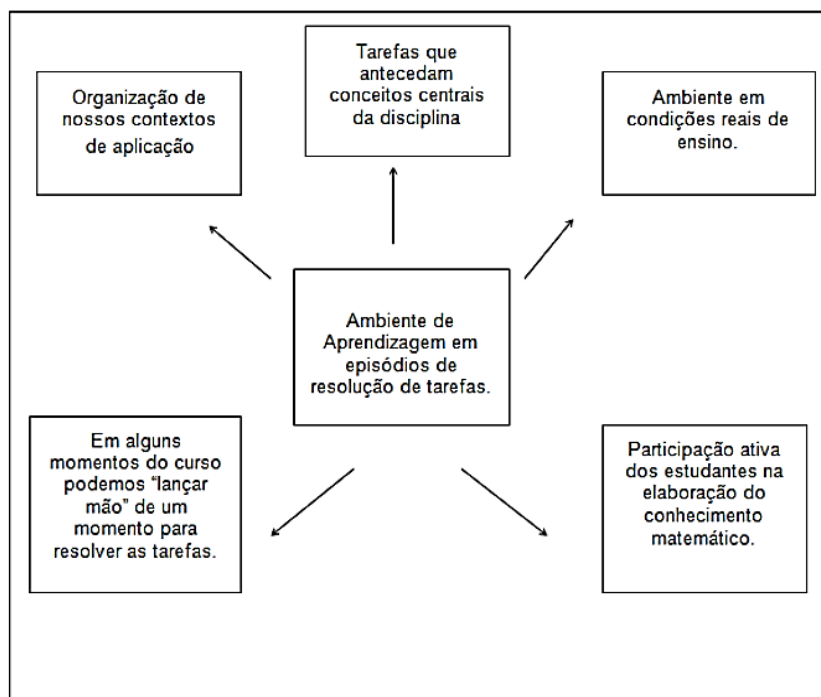 Organização de
nossos contextos
de aplicação
Tarefas que
antecedam
conceitos centrais
da disciplina
Ambiente em
condições reais de
ensino.
Ambiente de
Aprendizagem em
episódios de
resolução de tarefas.
Em alguns
momentos do curso
podemos “lançar
mão” de um
momento para
resolver as tarefas.
Participação ativa
dos estudantes na
elaboração do
conhecimento
matemático.